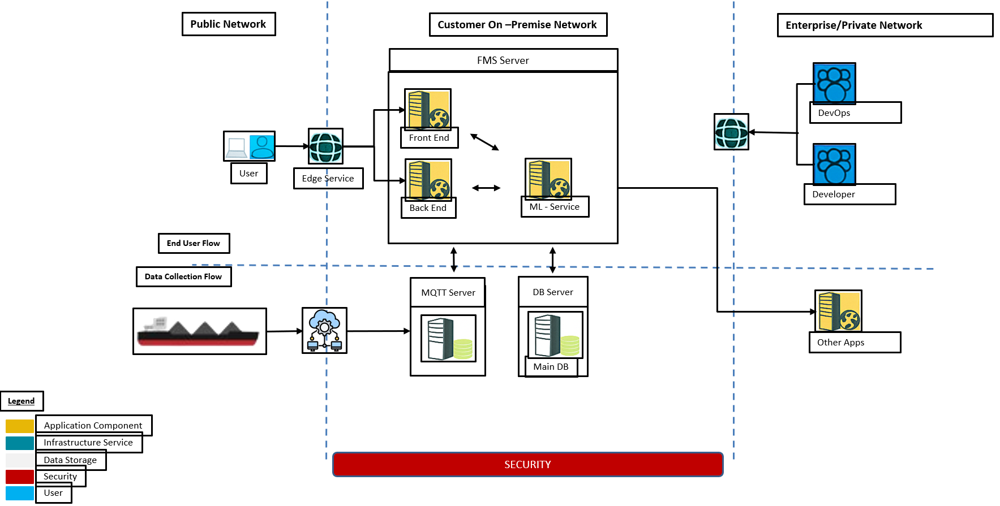 Public Network
Customer On –Premise Network
Enterprise/Private Network
FMS Server
Front End
Back End
ML - Service
User
Edge Service
DevOps
Developer
End User Flow
Data Collection Flow
MQTT Server
DB Server
Main DB
Other Apps
Legend
Application Component
Infrastructure Service
Data Storage
Security
User
SECURITY